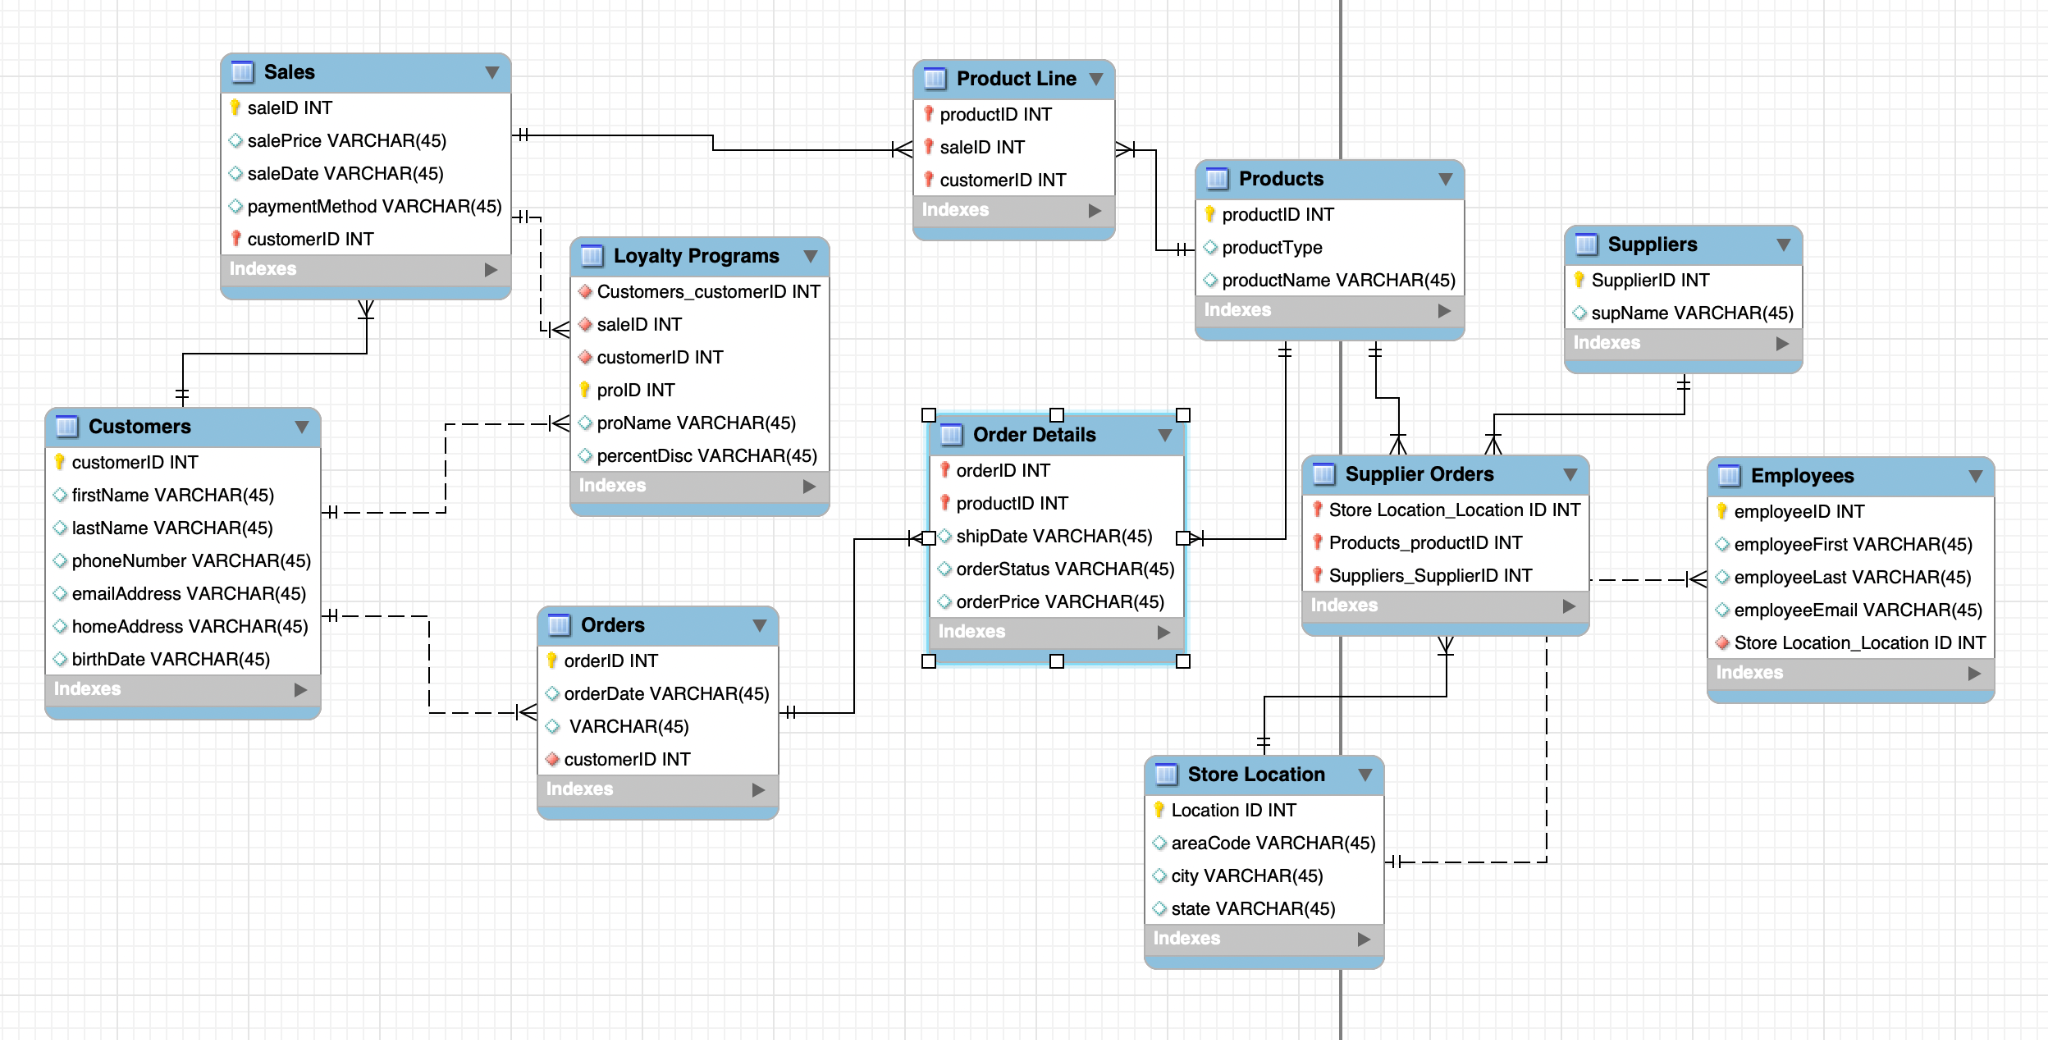 Sales
saleID INT
salePrice VARCHAR(45)
saleDate VARCHAR(45)
paymentMethod VARCHAR(45)
customerID INT
Indexes
Product Line
productID INT
saleID INT
customerID INT
Indexes
Products
productID INT
productType
productName VARCHAR(45)
Indexes
Suppliers
SupplierID INT
supName VARCHAR(45)
Indexes
Loyalty Programs
Customers_customerID INT
saleID INT
customerID INT
proID INT
proName VARCHAR(45)
percentDisc VARCHAR(45)
Indexes
Customers
customerID INT
firstName VARCHAR(45)
lastName VARCHAR(45)
phoneNumber VARCHAR(45)
emailAddress VARCHAR(45)
homeAddress VARCHAR(45)
birthDate VARCHAR(45)
Indexes
Order Details
orderID INT
productID INT
shipDate VARCHAR(45)
orderStatus VARCHAR(45)
orderPrice VARCHAR(45)
Indexes
Supplier Orders
Store Location_Location ID INT
Products_productID INT
Suppliers_SupplierID INT
Indexes
Employees
employeeID INT
employeeFirst VARCHAR(45)
employeeLast VARCHAR(45)
employeeEmail VARCHAR(45)
Store Location_Location ID INT
Indexes
Orders
orderID INT
orderDate VARCHAR(45)
VARCHAR(45)
customerID INT
Indexes
Store Location
Location ID INT
areaCode VARCHAR(45)
city VARCHAR(45)
state VARCHAR(45)
Indexes